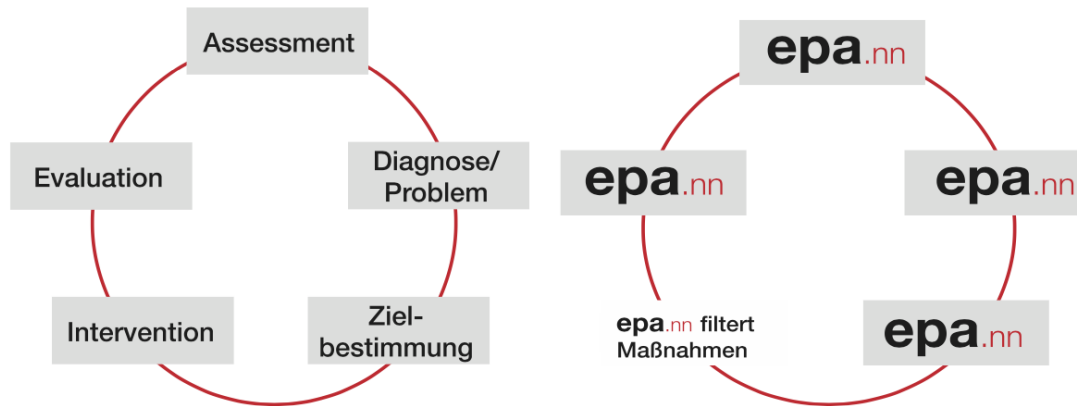 Assessment
Diagnose/
Problem
Ziel-
bestimmung
Intervention
Evaluation
epa.nn
epa.nn
epa.nn
epa.nn filtert
Maßnahmen
epa.nn